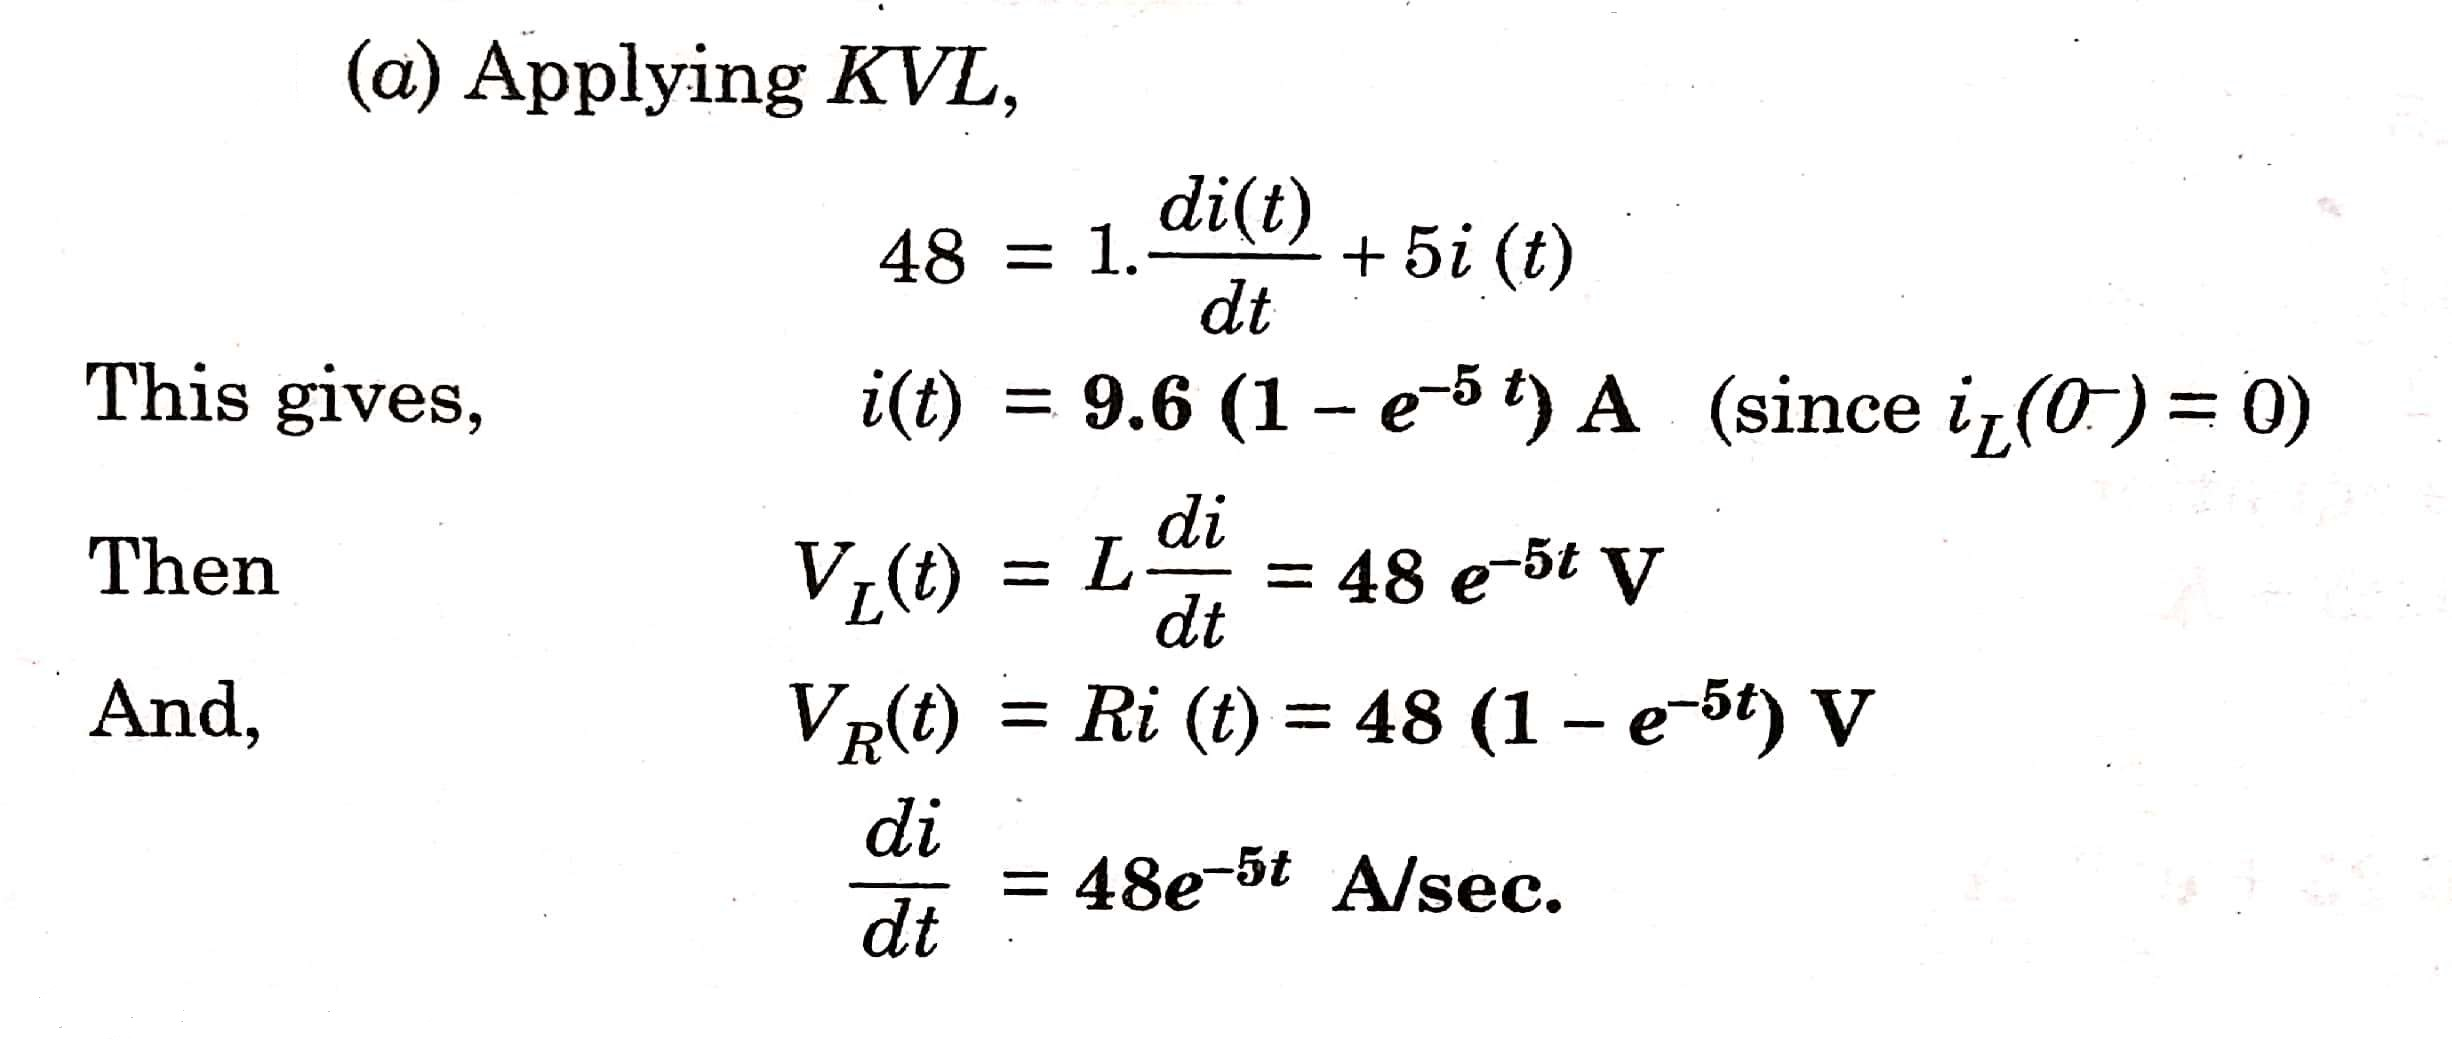 (a) Applying KVL,
48 = 1. di(t)/dt + 5i (t)
This gives, i(t) = 9.6 (1 – e^–5 t) A (since i_L(0^–) = 0)
Then V_L(t) = L di/dt = 48 e^–5t V
And, V_R(t) = Ri (t) = 48 (1 – e^–5t) V
di/dt = 48e^–5t A/sec.